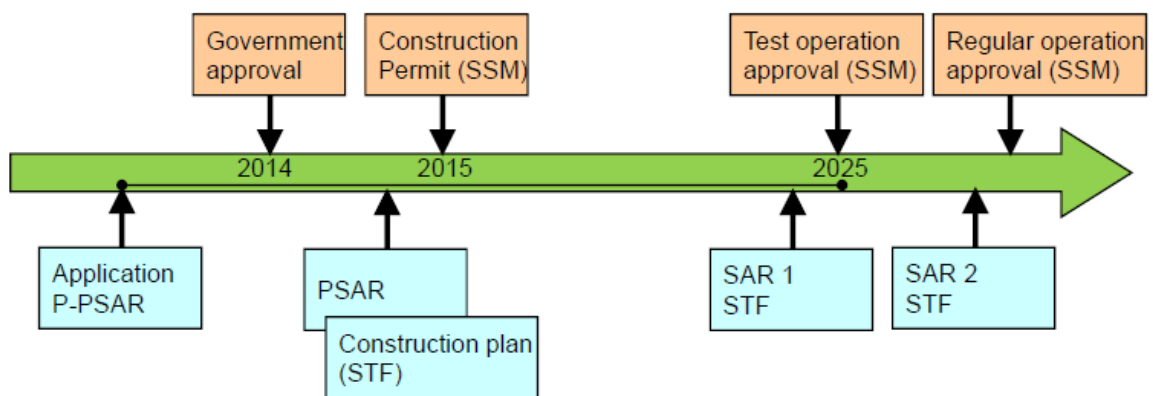 Government
approval
Construction
Permit (SSM)
Test operation
approval (SSM)
Regular operation
approval (SSM)
2014
2015
2025
Application
P-PSAR
PSAR
Construction plan
(STF)
SAR 1
STF
SAR 2
STF